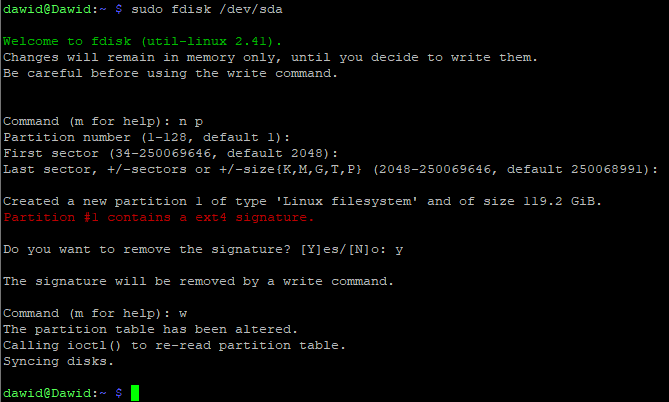 dawid@Dawid:~ $ sudo fdisk /dev/sda
Welcome to fdisk (util-linux 2.41).
Changes will remain in memory only, until you decide to write them.
Be careful before using the write command.
Command (m for help): n p
Partition number (1-128, default 1):
First sector (34-250069646, default 2048):
Last sector, +/-sectors or +/-size{K,M,G,T,P} (2048-250069646, default 250068991):
Created a new partition 1 of type 'Linux filesystem' and of size 119.2 GiB.
Partition #1 contains a ext4 signature.
Do you want to remove the signature? [Y]es/[N]o: y
The signature will be removed by a write command.
Command (m for help): w
The partition table has been altered.
Calling ioctl() to re-read partition table.
Syncing disks.
dawid@Dawid:~ $